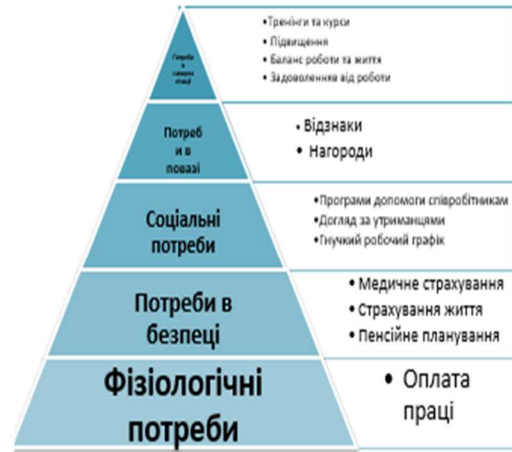 Потреби
в
•Тренінги та курси
• Підвищення
• Баланс роботи та життя
• Задоволення від роботи
Потреб
и в
повазі
• Відзнаки
• Нагороди
Соціальні
потреби
•Програми допомоги співробітникам
•Догляд за утриманцями
•Гнучкий робочий графік
Потреби в
безпеці
• Медичне страхування
• Страхування життя
• Пенсійне планування
Фізіологічні
потреби
• Оплата
праці